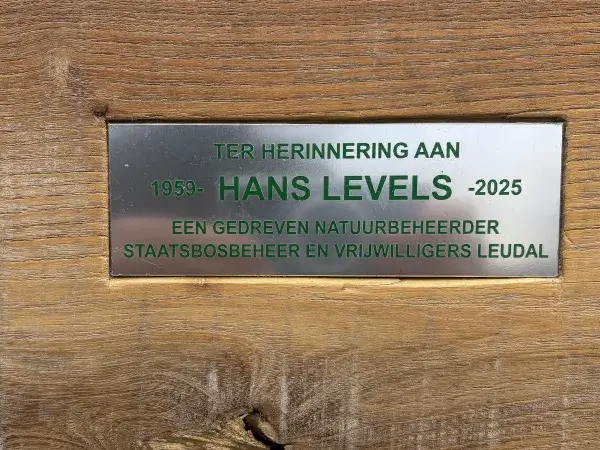 TER HERINNERING AAN
1959- HANS LEVELS -2025
EEN GEDREVEN NATUURBEHEERDER
STAATSBOSBEHEER EN VRIJWILLIGERS LEUDAL